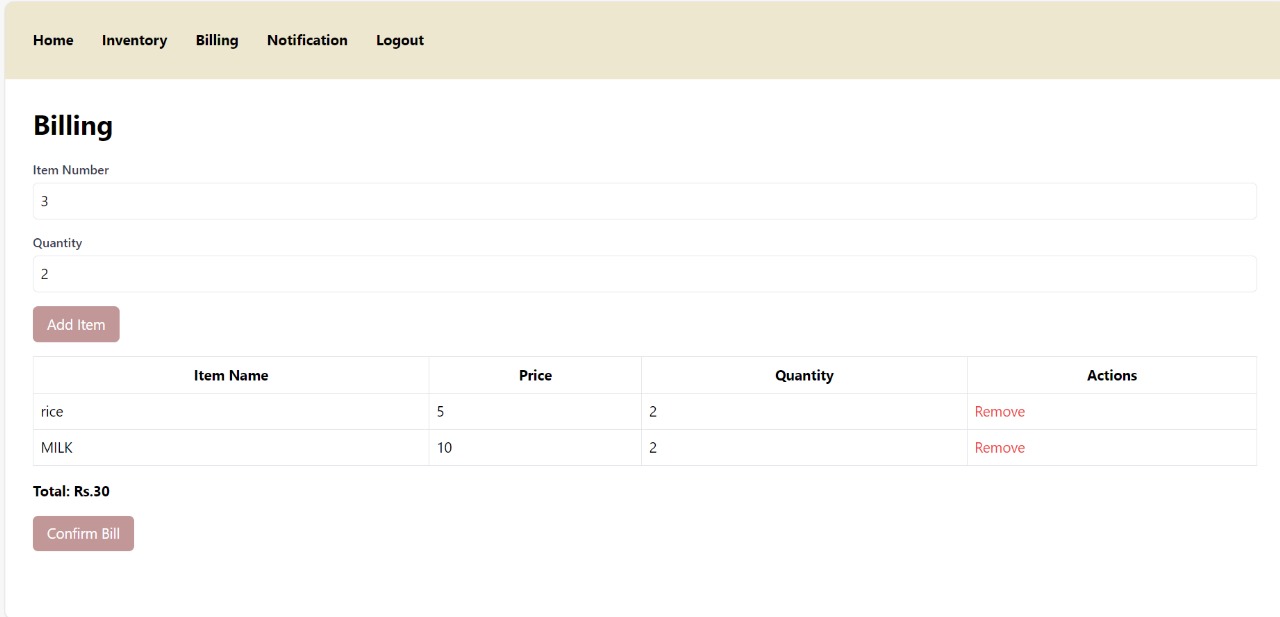 Home Inventory Billing Notification Logout
Billing
Item Number
3
Quantity
2
Add Item
Item Name Price Quantity Actions
rice 5 2 Remove
MILK 10 2 Remove
Total: Rs.30
Confirm Bill